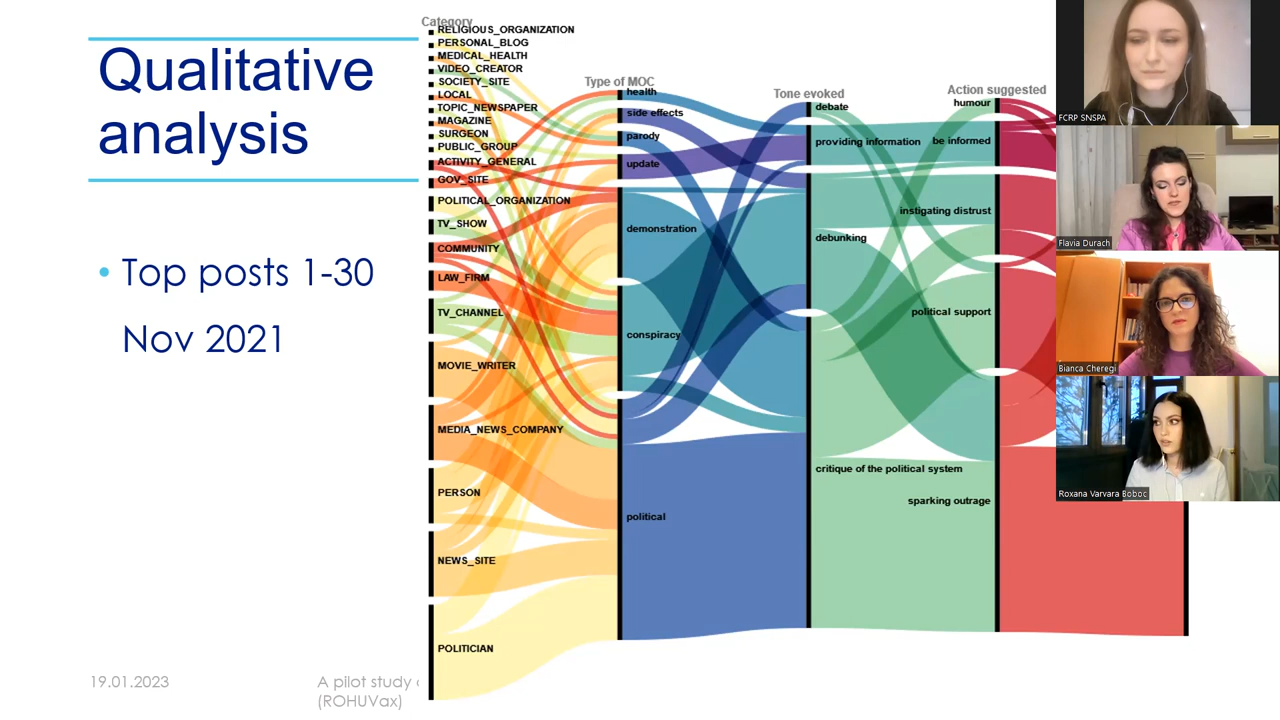 Qualitative
analysis
• Top posts 1-30
Nov 2021
19.01.2023
A pilot study
(ROHUVax)
Category
RELIGIOUS_ORGANIZATION
PERSONAL_BLOG
MEDICAL_HEALTH
VIDEO_CREATOR
SOCIETY_SITE
LOCAL
TOPIC_NEWSPAPER
MAGAZINE
SURGEON
PUBLIC_GROUP
ACTIVITY_GENERAL
GOV_SITE
POLITICAL_ORGANIZATION
TV_SHOW
COMMUNITY
LAW_FIRM
TV_CHANNEL
MOVIE_WRITER
MEDIA_NEWS_COMPANY
PERSON
NEWS_SITE
POLITICIAN
Type of MOC
health
side effects
parody
update
demonstration
conspiracy
political
Tone evoked
debate
providing information
debunking
critique of the political system
Action suggested
humour
be informed
instigating distrust
political support
sparking outrage
FCRP SNSPA
Flavia Durach
Bianca Cheregi
Roxana Varvara Boboc